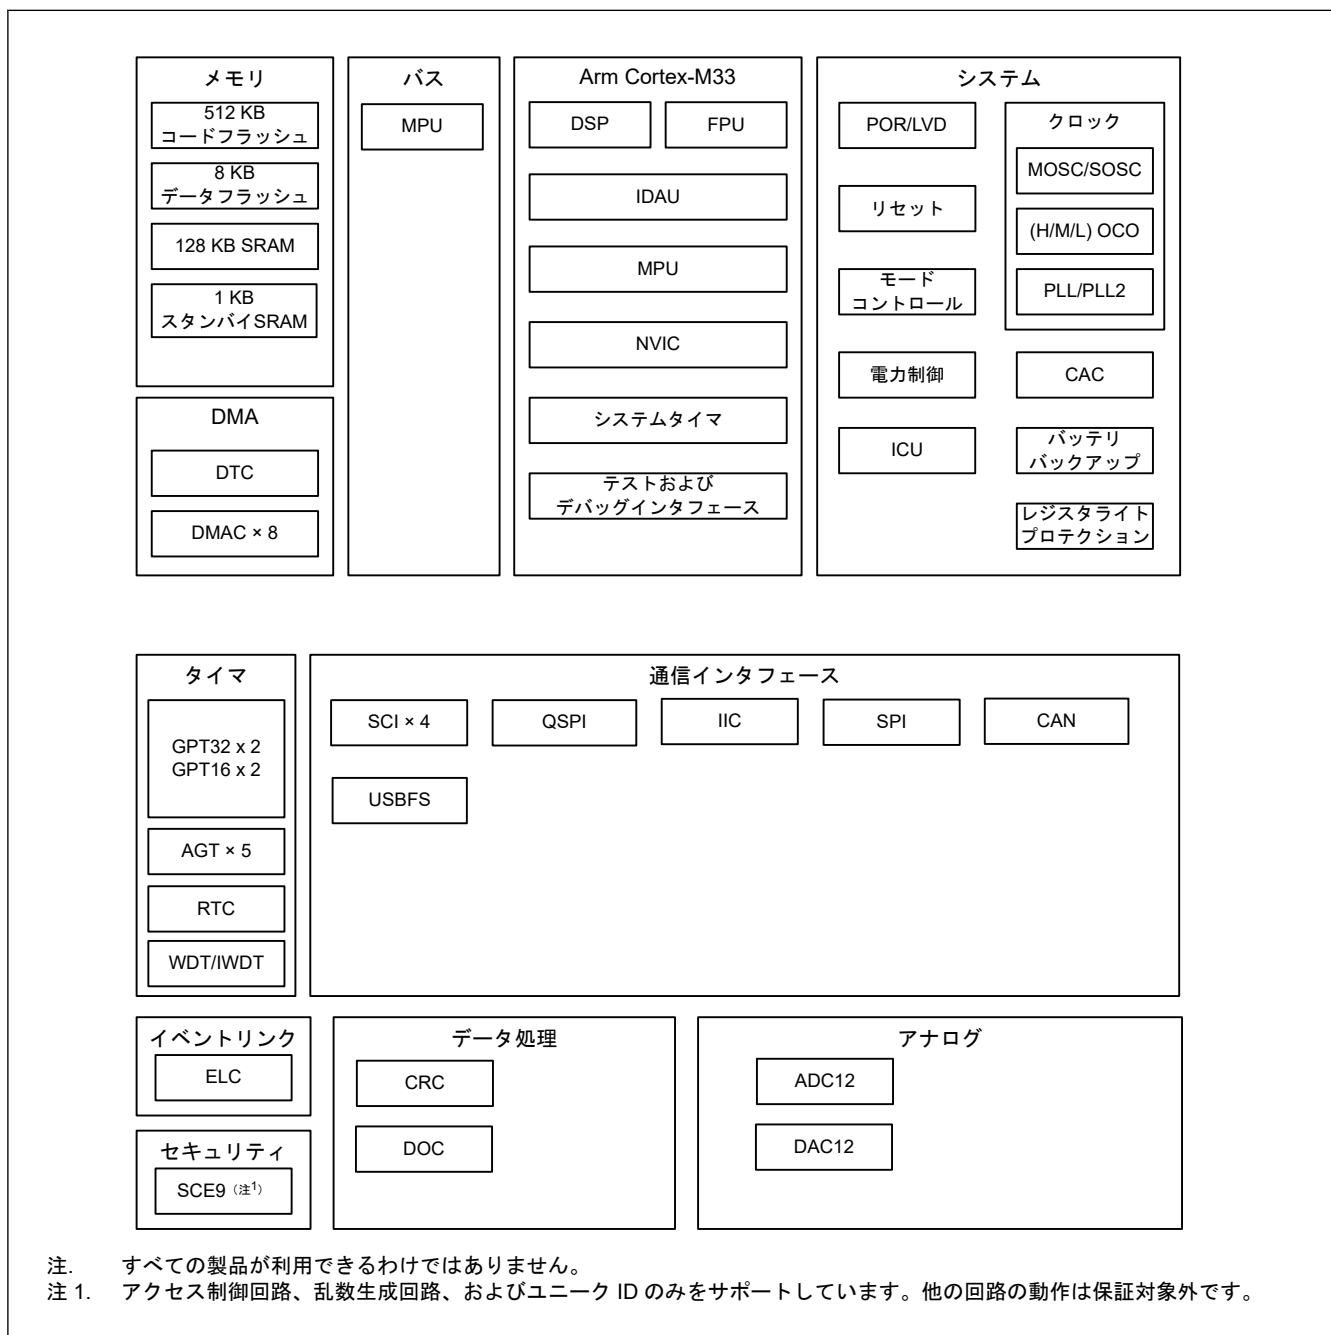 メモリ
512 KB
コードフラッシュ
8 KB
データフラッシュ
128 KB SRAM
1 KB
スタンバイSRAM
DMA
DTC
DMAC × 8
バス
MPU
Arm Cortex-M33
DSP
FPU
IDAU
MPU
NVIC
システムタイマ
テストおよび
デバッグインタフェース
システム
POR/LVD
リセット
モード
コントロール
電力制御
ICU
クロック
MOSC/SOSC
(H/M/L) OCO
PLL/PLL2
CAC
バッテリ
バックアップ
レジスタライト
プロテクション
タイマ
GPT32 x 2
GPT16 x 2
AGT × 5
RTC
WDT/IWDT
通信インタフェース
SCI × 4
QSPI
IIC
SPI
CAN
USBFS
イベントリンク
ELC
セキュリティ
SCE9（注1）
データ処理
CRC
DOC
アナログ
ADC12
DAC12
注. すべての製品が利用できるわけではありません。
注 1. アクセス制御回路、乱数生成回路、およびユニーク ID のみをサポートしています。他の回路の動作は保証対象外です。